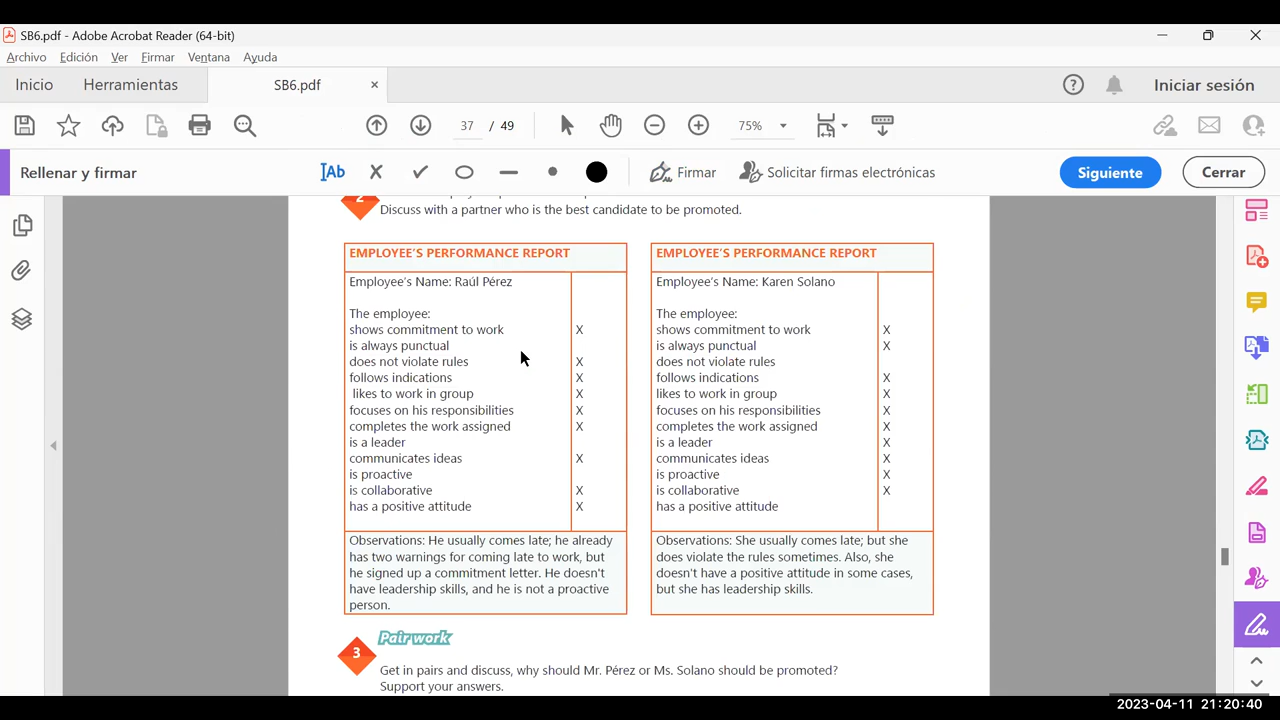 SB6.pdf - Adobe Acrobat Reader (64-bit)
Archivo Edición Ver Firmar Ventana Ayuda
Inicio Herramientas SB6.pdf Iniciar sesión
37 / 49 75%
Rellenar y firmar Ab Firmar Solicitar firmas electrónicas Siguiente Cerrar
2
Discuss with a partner who is the best candidate to be promoted.
EMPLOYEE'S PERFORMANCE REPORT
Employee's Name: Raúl Pérez
The employee:
shows commitment to work X
is always punctual
does not violate rules X
follows indications X
likes to work in group X
focuses on his responsibilities X
completes the work assigned X
is a leader
communicates ideas X
is proactive
is collaborative X
has a positive attitude X
Observations: He usually comes late; he already
has two warnings for coming late to work, but
he signed up a commitment letter. He doesn't
have leadership skills, and he is not a proactive
person.
EMPLOYEE'S PERFORMANCE REPORT
Employee's Name: Karen Solano
The employee:
shows commitment to work X
is always punctual X
does not violate rules
follows indications X
likes to work in group X
focuses on his responsibilities X
completes the work assigned X
is a leader X
communicates ideas X
is proactive X
is collaborative X
has a positive attitude
Observations: She usually comes late; but she
does violate the rules sometimes. Also, she
doesn't have a positive attitude in some cases,
but she has leadership skills.
Pair work
3
Get in pairs and discuss, why should Mr. Pérez or Ms. Solano should be promoted?
Support your answers.
2023-04-11 21:20:40